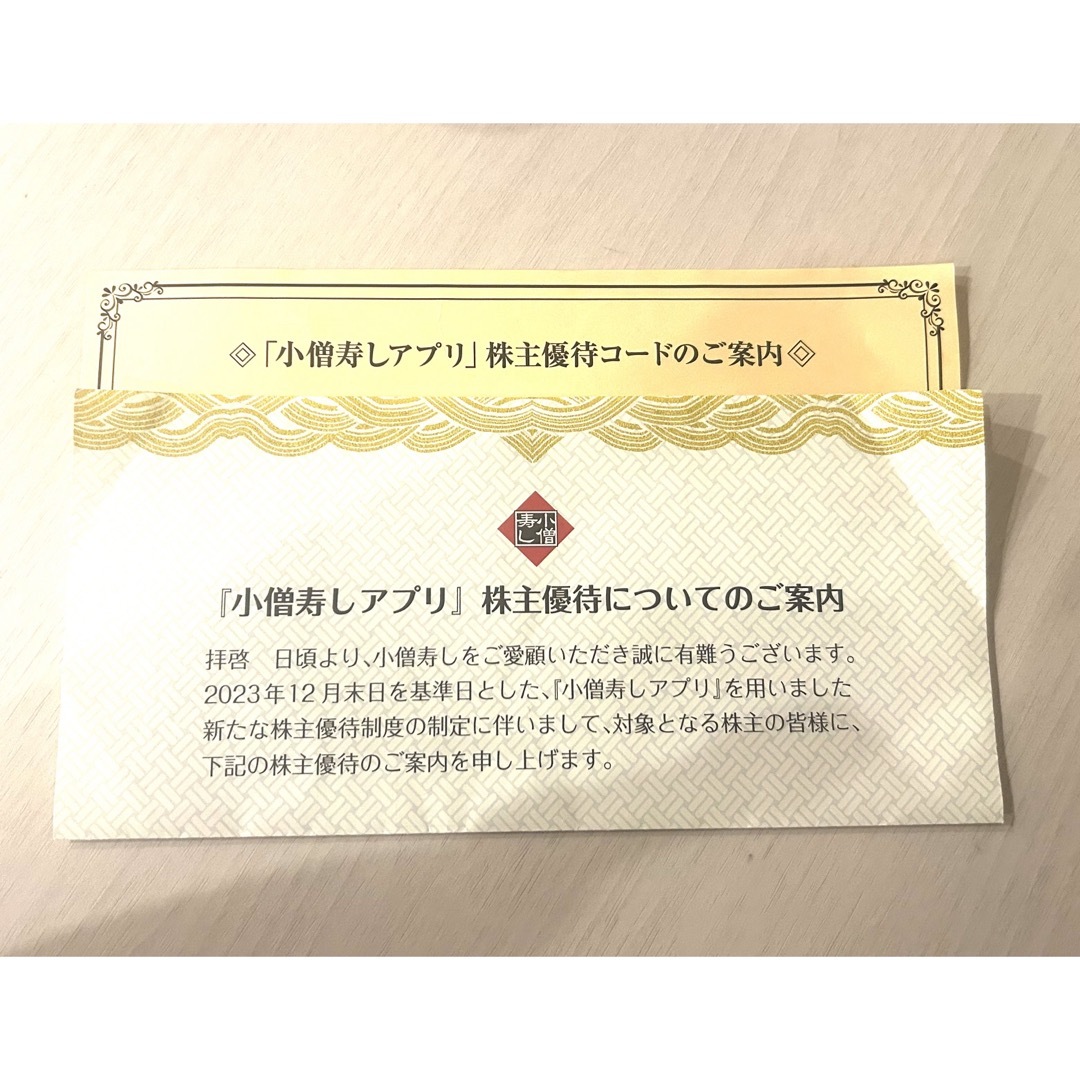 ◇「小僧寿しアプリ」株主優待コードのご案内◇
小僧寿し
『小僧寿しアプリ』株主優待についてのご案内
拝啓　日頃より、小僧寿しをご愛顧いただき誠に有難うございます。
2023年12月末日を基準日とした、『小僧寿しアプリ』を用いました
新たな株主優待制度の制定に伴いまして、対象となる株主の皆様に、
下記の株主優待のご案内を申し上げます。